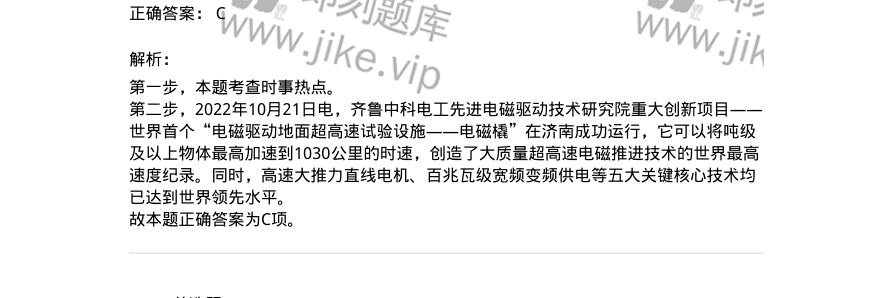 正确答案： C
即刻题库
www.jike.vip
解析：
第一步，本题考查时事热点。
第二步，2022年10月21日电，齐鲁中科电工先进电磁驱动技术研究院重大创新项目——
世界首个“电磁驱动地面超高速试验设施——电磁橇”在济南成功运行，它可以将吨级
及以上物体最高加速到1030公里的时速，创造了大质量超高速电磁推进技术的世界最高
速度纪录。同时，高速大推力直线电机、百兆瓦级宽频变频供电等五大关键核心技术均
已达到世界领先水平。
故本题正确答案为C项。